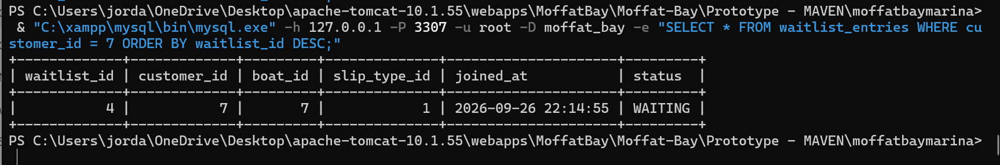 PS C:\Users\jorda\OneDrive\Desktop\apache-tomcat-10.1.55\webapps\MoffatBay\Moffat-Bay\Prototype - MAVEN\moffatbaymarina>
 & "C:\xampp\mysql\bin\mysql.exe" -h 127.0.0.1 -P 3307 -u root -D moffat_bay -e "SELECT * FROM waitlist_entries WHERE cu
stomer_id = 7 ORDER BY waitlist_id DESC;"
+-------------+-------------+---------+--------------+---------------------+---------+
| waitlist_id | customer_id | boat_id | slip_type_id | joined_at           | status  |
+-------------+-------------+---------+--------------+---------------------+---------+
|           4 |           7 |       7 |            1 | 2026-09-26 22:14:55 | WAITING |
+-------------+-------------+---------+--------------+---------------------+---------+
PS C:\Users\jorda\OneDrive\Desktop\apache-tomcat-10.1.55\webapps\MoffatBay\Moffat-Bay\Prototype - MAVEN\moffatbaymarina>